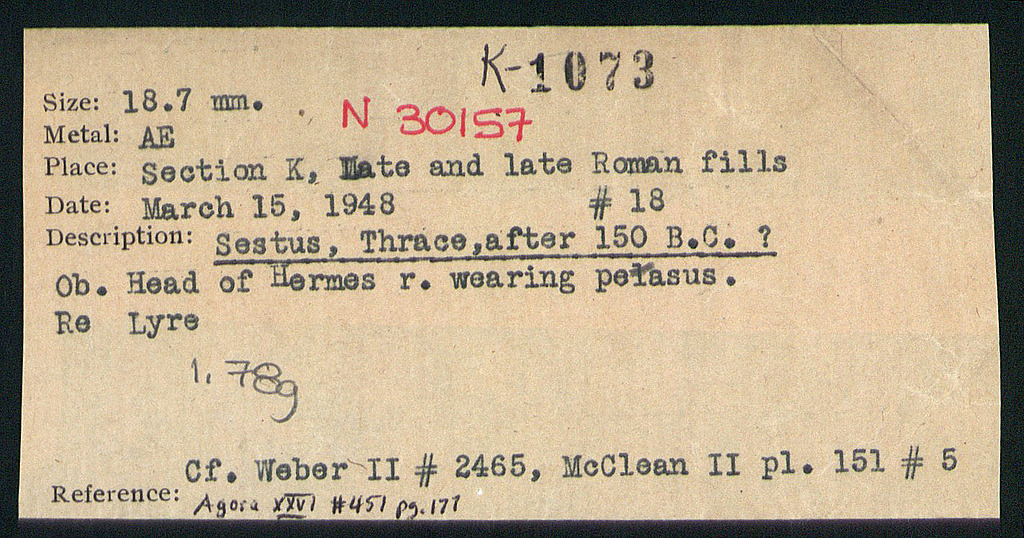 K-1073
Size: 18.7 mm.
N 30157
Metal: AE
Place: Section K, Late and late Roman fills
Date: March 15, 1948 # 18
Description: Sestus, Thrace,after 150 B.C. ?
Ob. Head of Hermes r. wearing petasus.
Re Lyre
1.78g
Cf. Weber II # 2465, McClean II pl. 151 # 5
Reference: Agora XXVI #451 pg.177